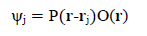 ψⱼ = P(r-rⱼ)O(r)